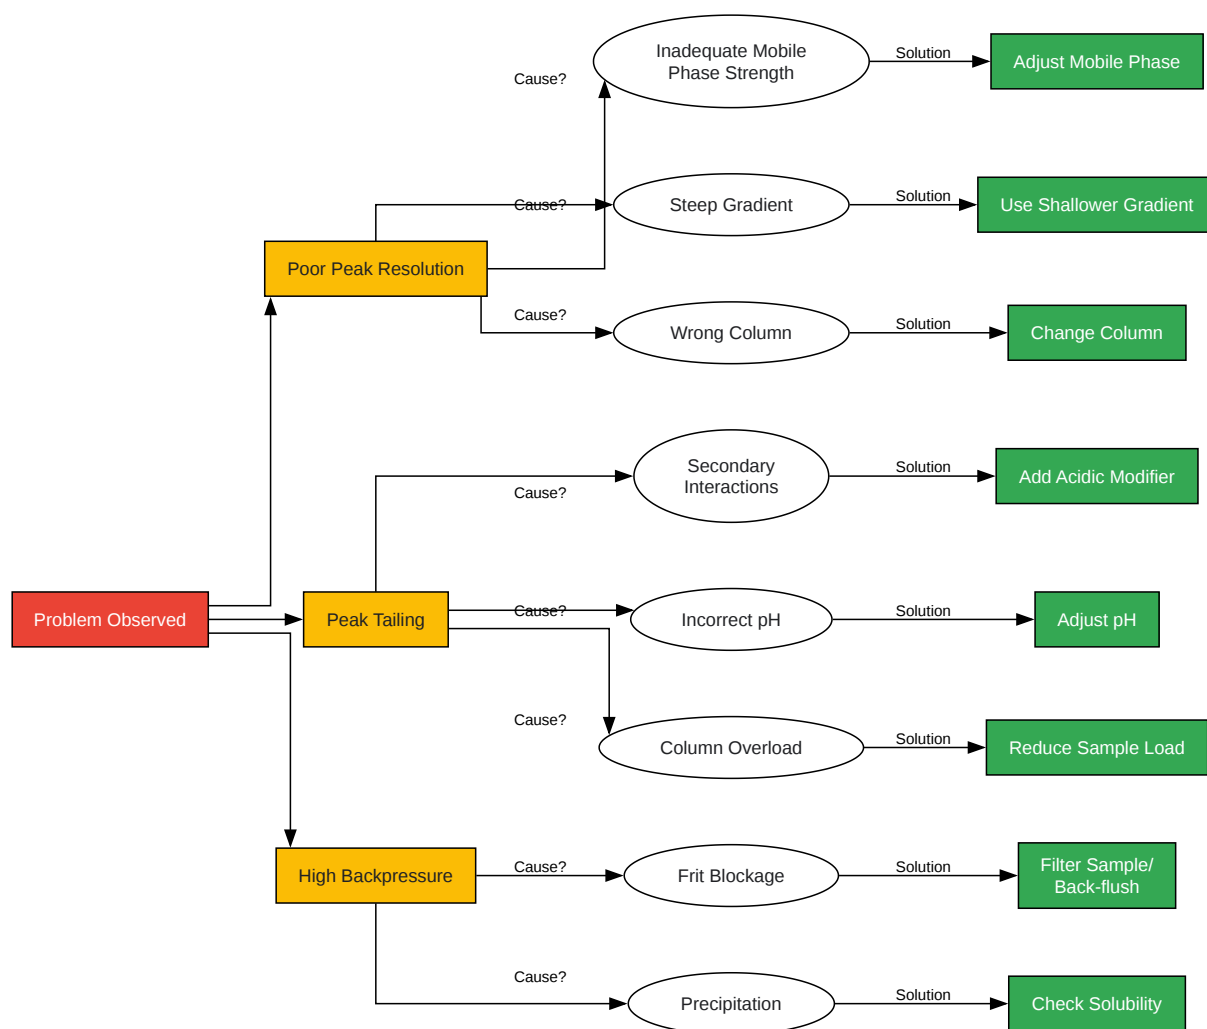 Inadequate Mobile
Phase Strength
Solution
Adjust Mobile Phase
Cause?
Cause?
Steep Gradient
Solution
Use Shallower Gradient
Poor Peak Resolution
Cause?
Wrong Column
Solution
Change Column
Secondary
Interactions
Solution
Add Acidic Modifier
Cause?
Problem Observed
Peak Tailing
Cause?
Incorrect pH
Solution
Adjust pH
Cause?
Column Overload
Solution
Reduce Sample Load
High Backpressure
Cause?
Frit Blockage
Solution
Filter Sample/
Back-flush
Cause?
Precipitation
Solution
Check Solubility